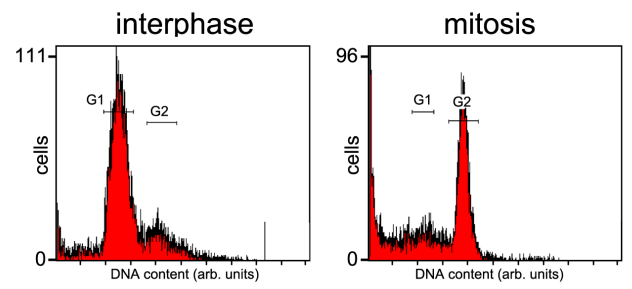 interphase
mitosis
111
G1
G2
cells
0
DNA content (arb. units)
96
G1
G2
cells
0
DNA content (arb. units)